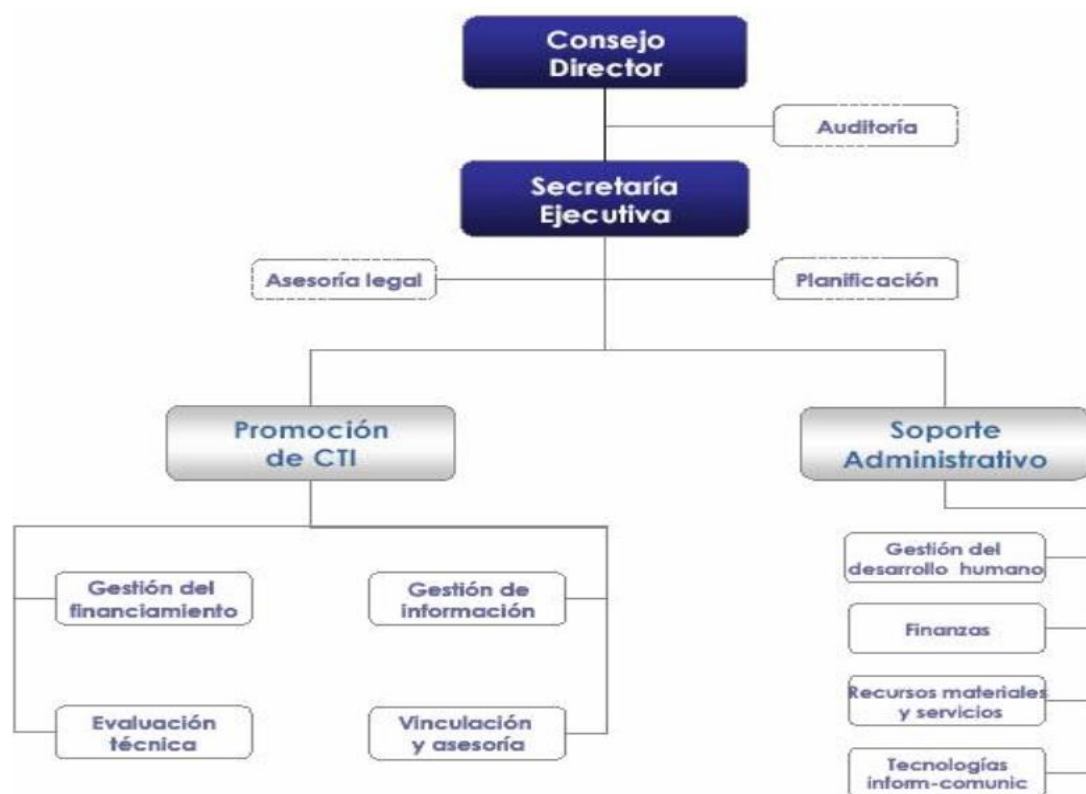 Consejo
Director
Auditoría
Secretaría
Ejecutiva
Asesoría legal
Planificación
Promoción
de CTI
Soporte
Administrativo
Gestión del
financiamiento
Gestión de
información
Evaluación
técnica
Vinculación
y asesoría
Gestión del
desarrollo humano
Finanzas
Recursos materiales
y servicios
Tecnologías
inform-comunic